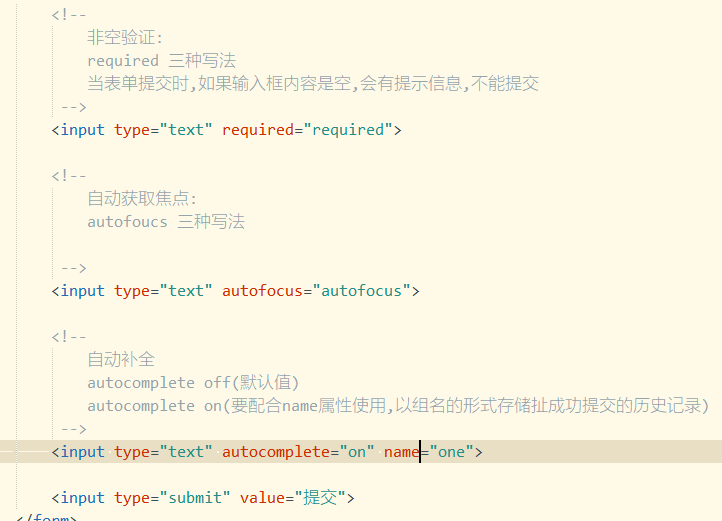 <!--
非空验证:
required 三种写法
当表单提交时,如果输入框内容是空,会有提示信息,不能提交
-->
<input type="text" required="required">
<!--
自动获取焦点:
autofoucs 三种写法
-->
<input type="text" autofocus="autofocus">
<!--
自动补全
autocomplete off(默认值)
autocomplete on(要配合name属性使用,以组名的形式存储扯成功提交的历史记录)
-->
<input type="text" autocomplete="on" name="one">
<input type="submit" value="提交">
</form>